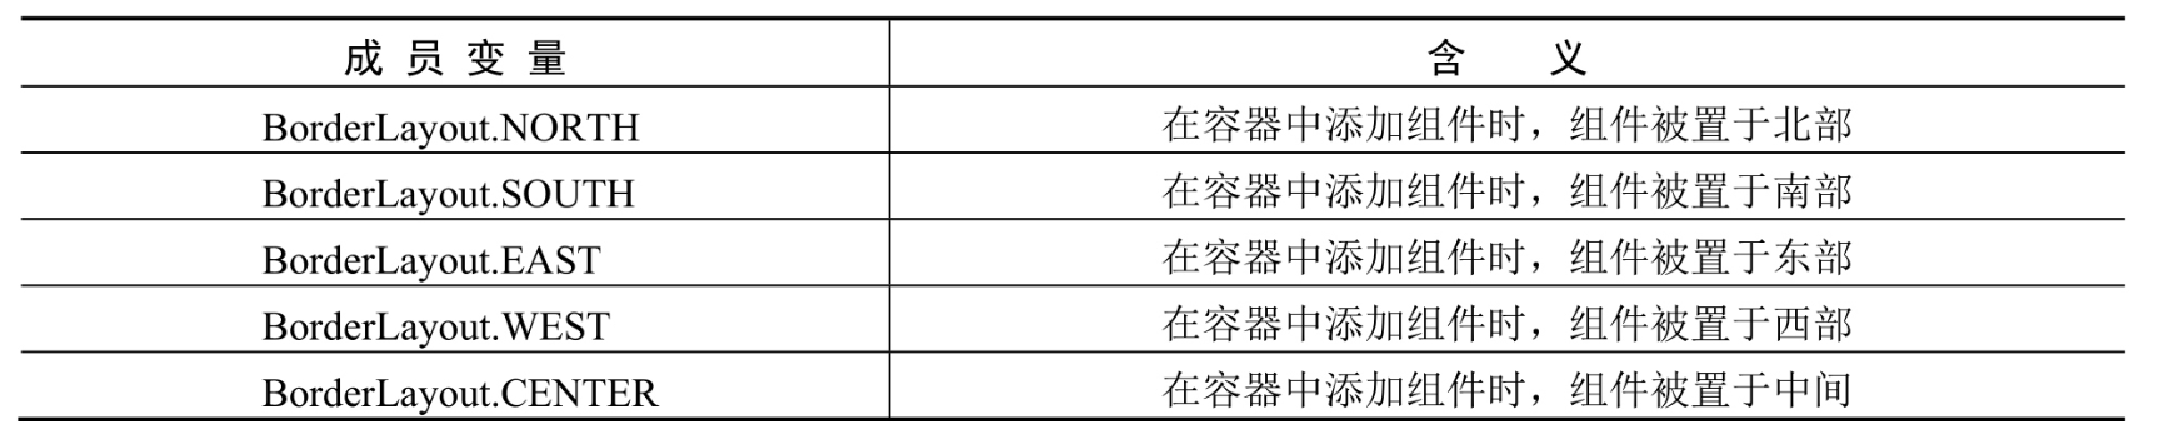 成员变量 含义
BorderLayout.NORTH 在容器中添加组件时，组件被置于北部
BorderLayout.SOUTH 在容器中添加组件时，组件被置于南部
BorderLayout.EAST 在容器中添加组件时，组件被置于东部
BorderLayout.WEST 在容器中添加组件时，组件被置于西部
BorderLayout.CENTER 在容器中添加组件时，组件被置于中间